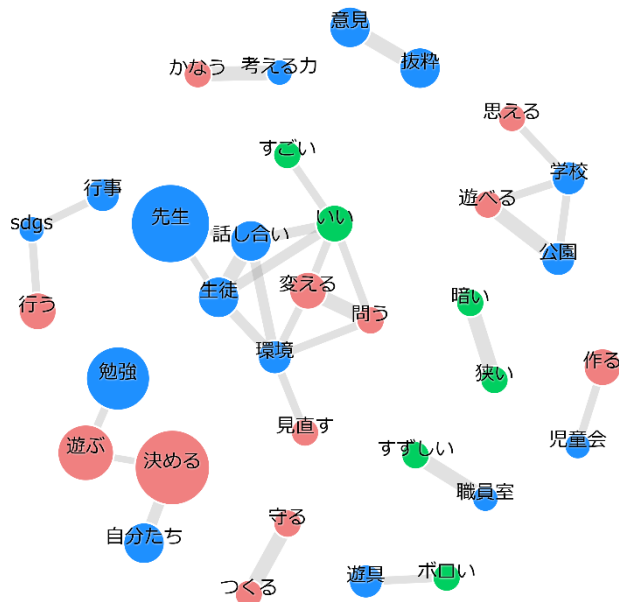 意見
抜粋
かなう
考える力
思える
すごい
学校
行事
遊べる
sdgs
先生
話し合い
いい
公園
生徒
変える
暗い
行う
問う
環境
狭い
作る
勉強
見直す
遊ぶ
決める
すずしい
児童会
職員室
守る
自分たち
遊具
ボロい
つくる